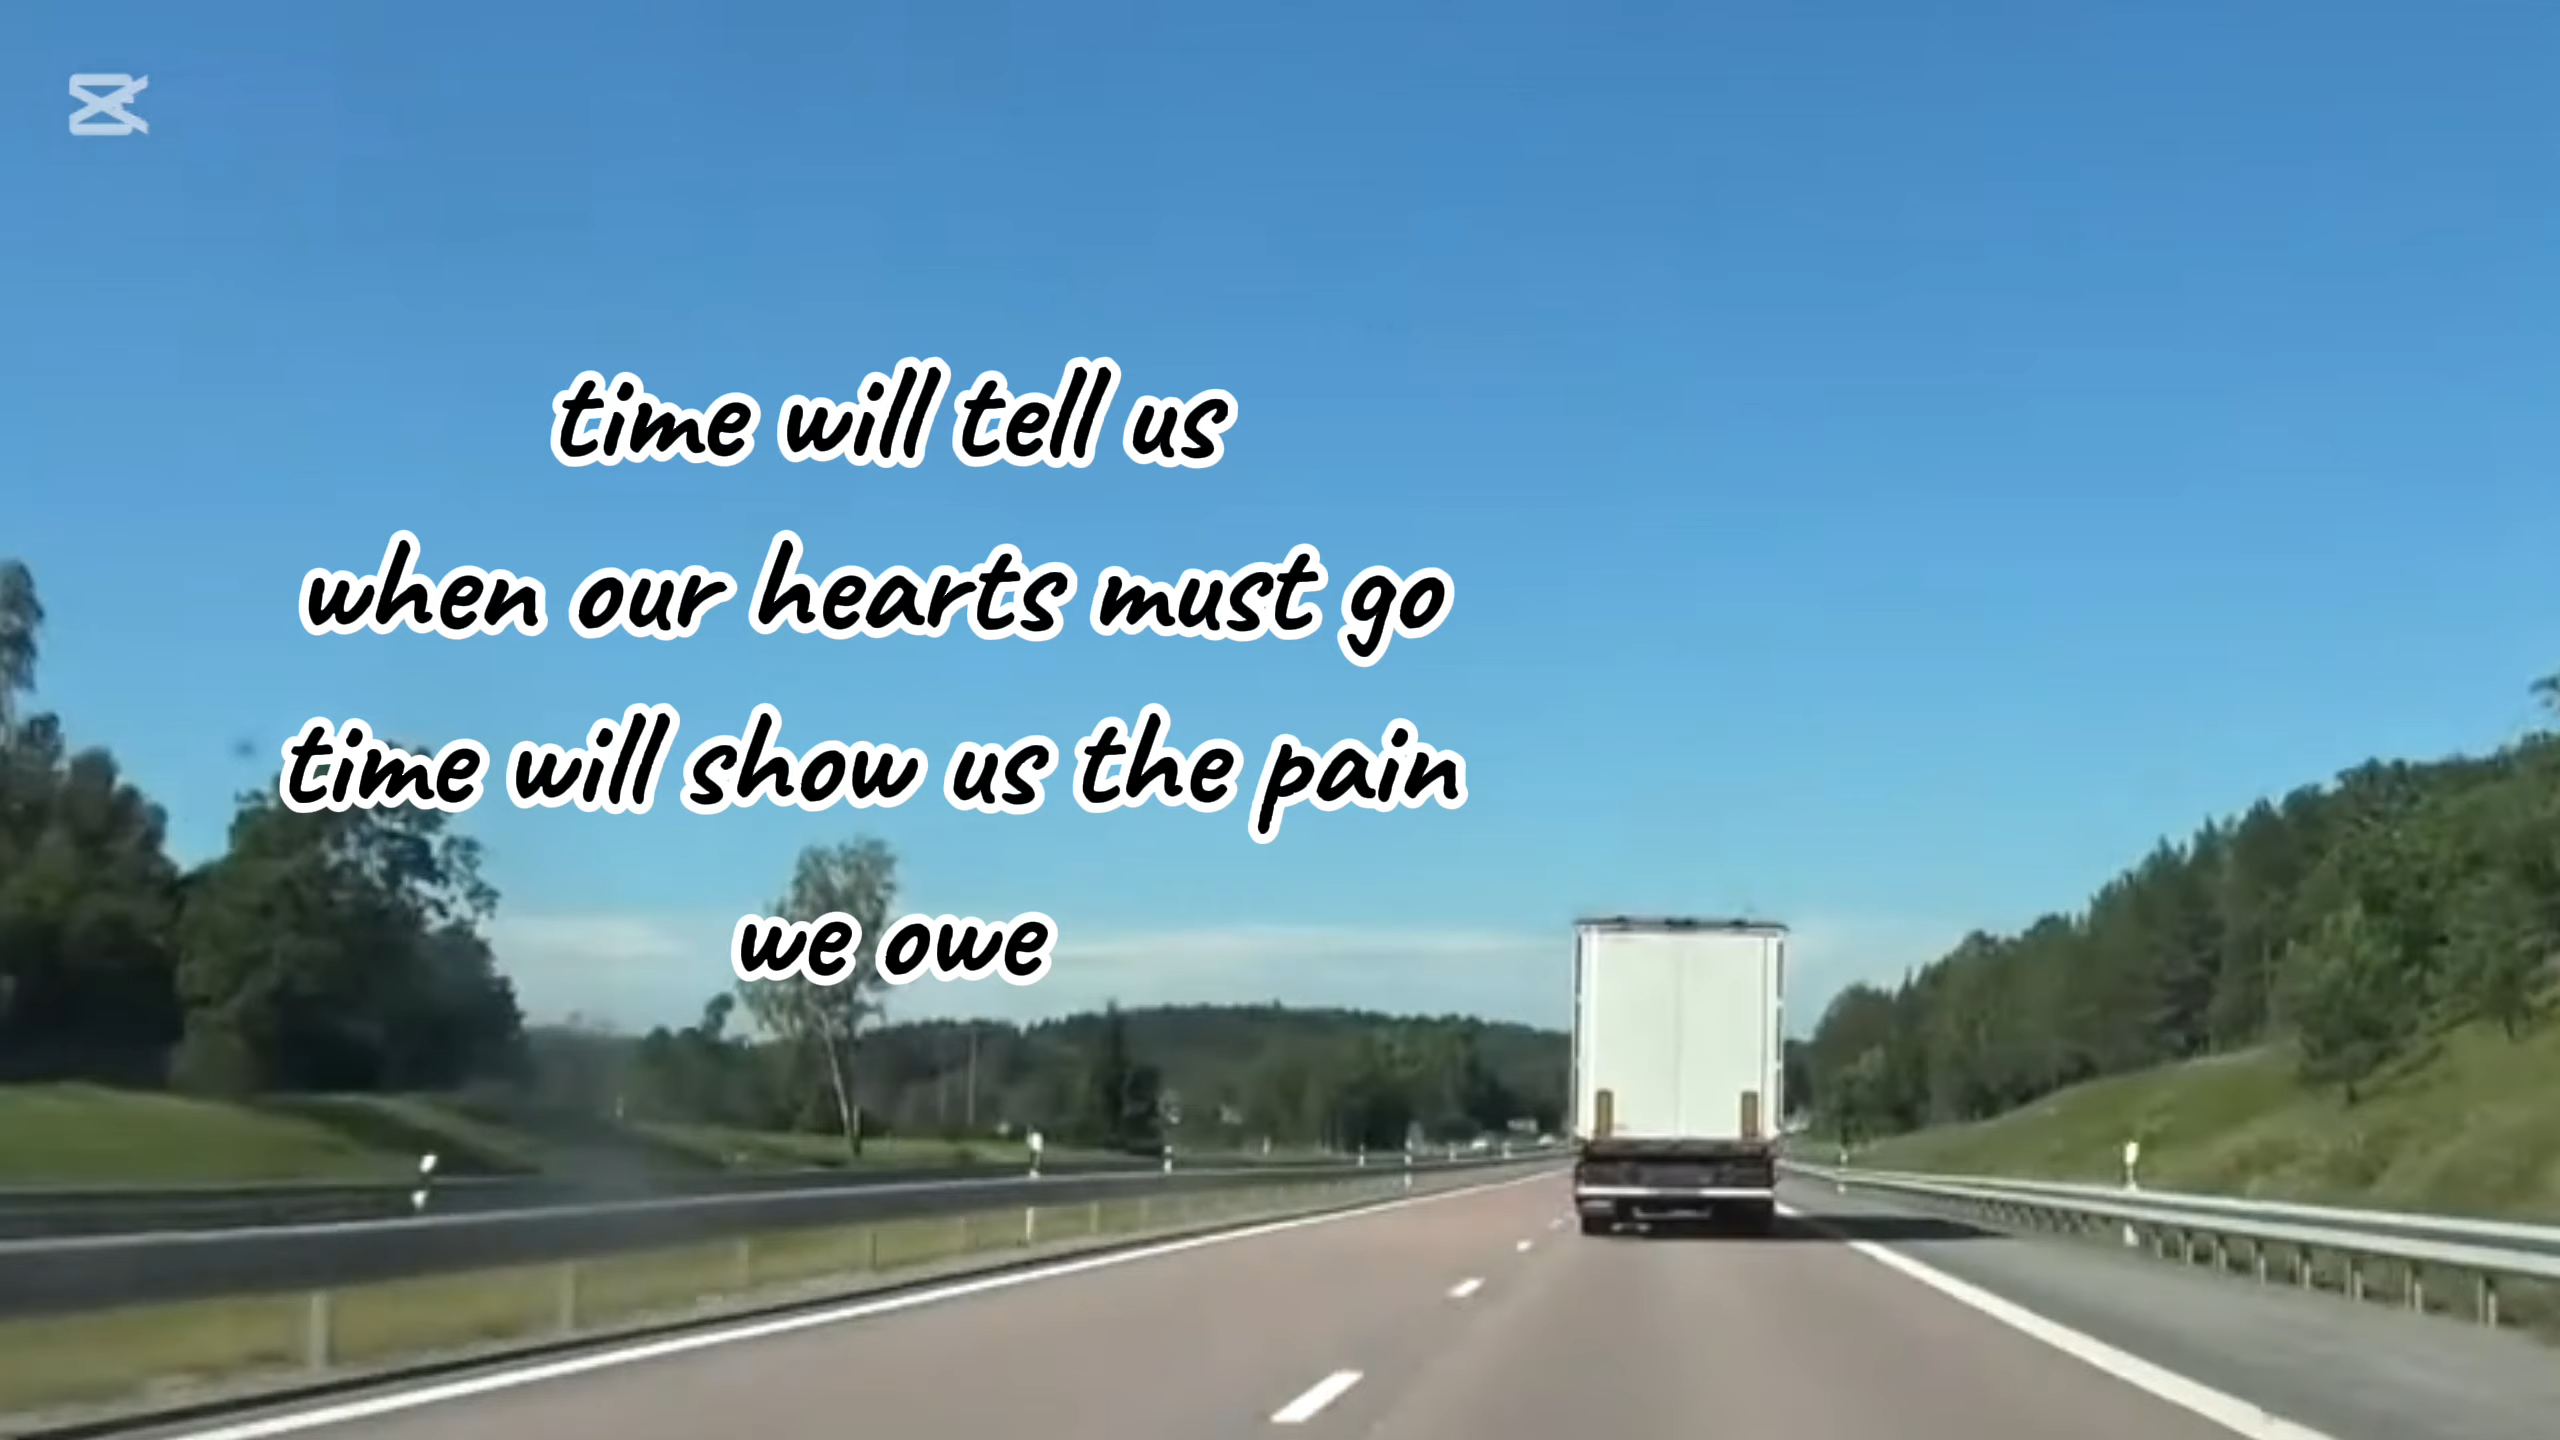 time will tell us
when our hearts must go
time will show us the pain
we owe